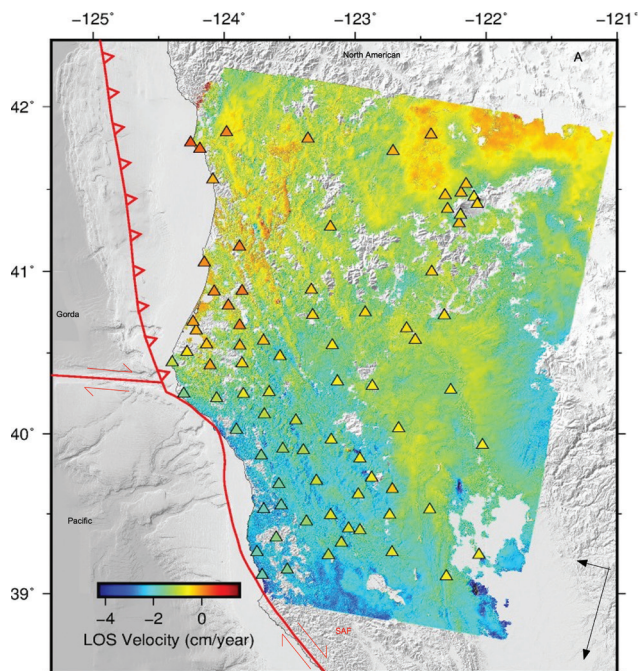 −125˚ −124˚ −123˚ −122˚ −121˚
North American
A
42˚
41˚
Gorda
40˚
Pacific
39˚
−4 −2 0
LOS Velocity (cm/year)
SAF